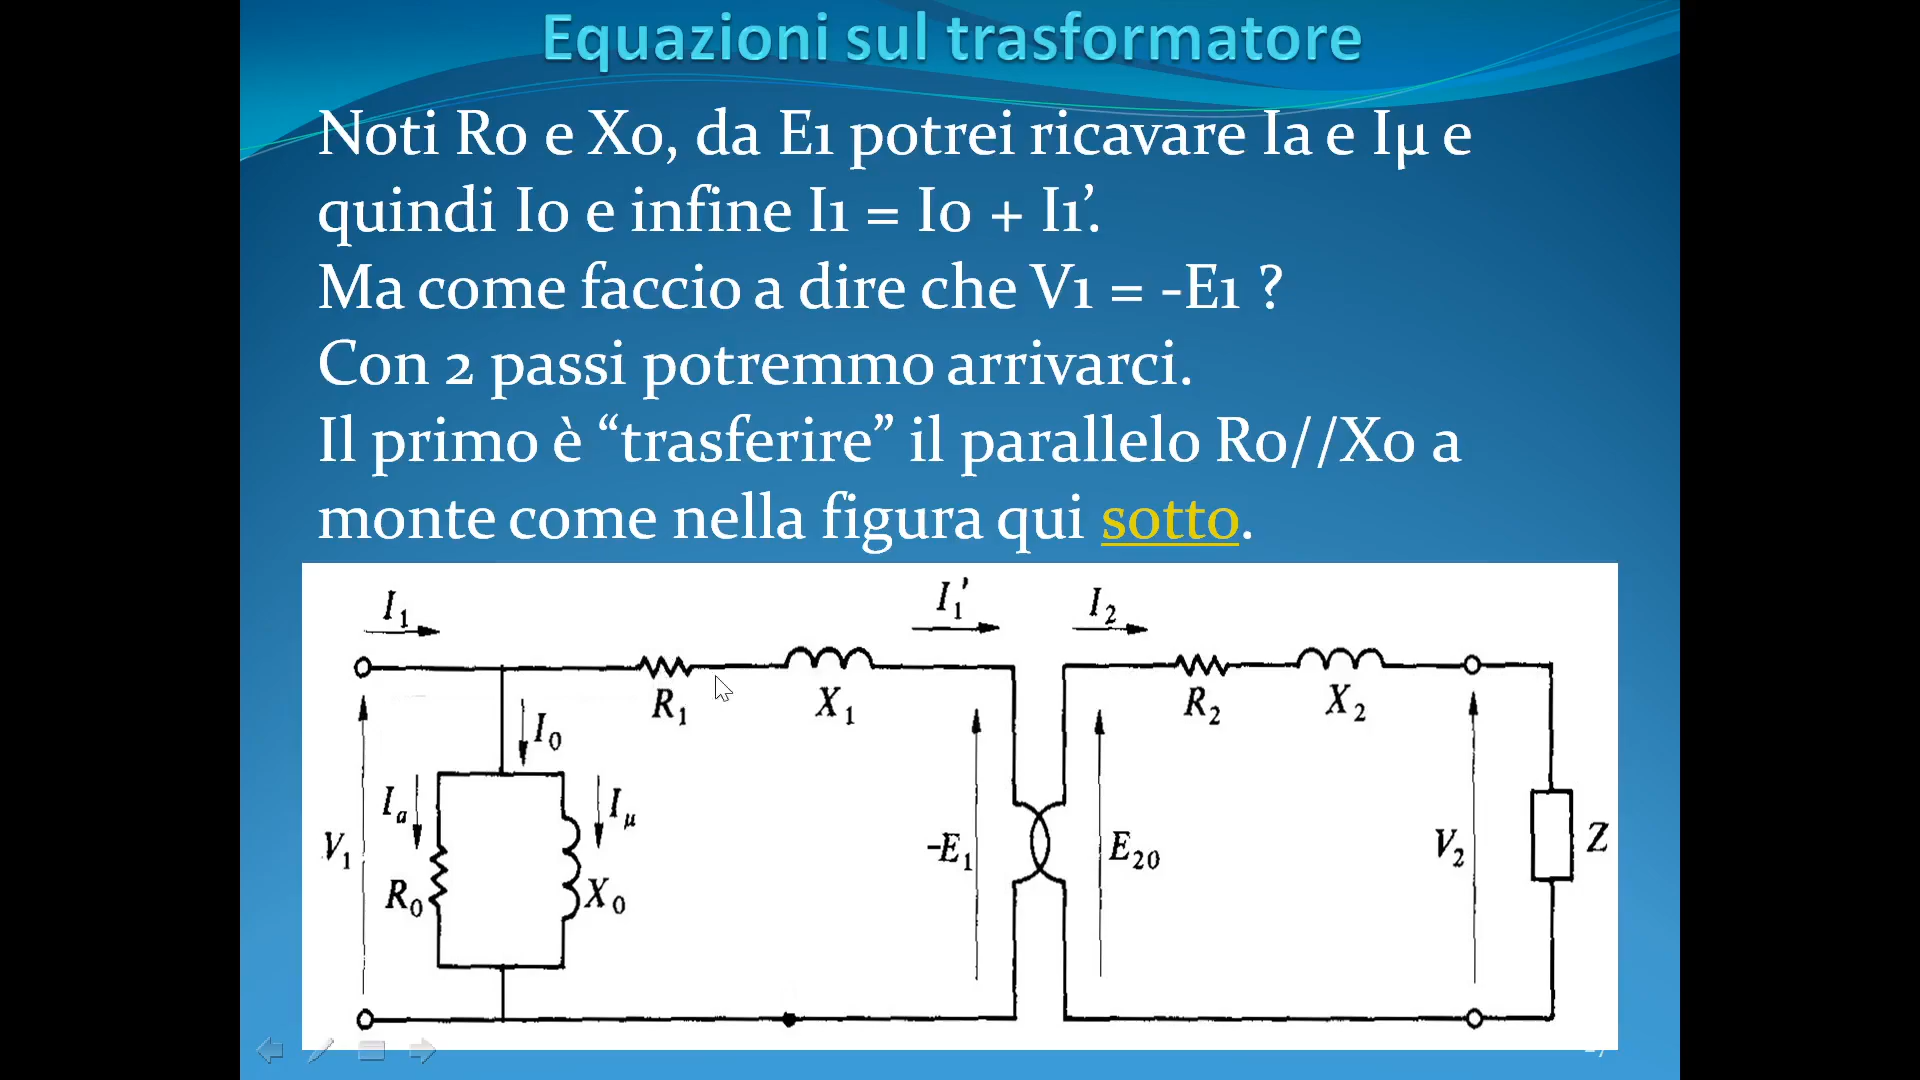 Equazioni sul trasformatore
Noti Ro e Xo, da E1 potrei ricavare Ia e Iμ e
quindi Io e infine I1 = Io + I1’.
Ma come faccio a dire che V1 = -E1 ?
Con 2 passi potremmo arrivarci.
Il primo è “trasferire” il parallelo Ro//Xo a
monte come nella figura qui sotto.
I1 I1' I2
R1 X1 R2 X2
I0
Ia Iμ
V1 -E1 E20 V2 Z
R0 X0